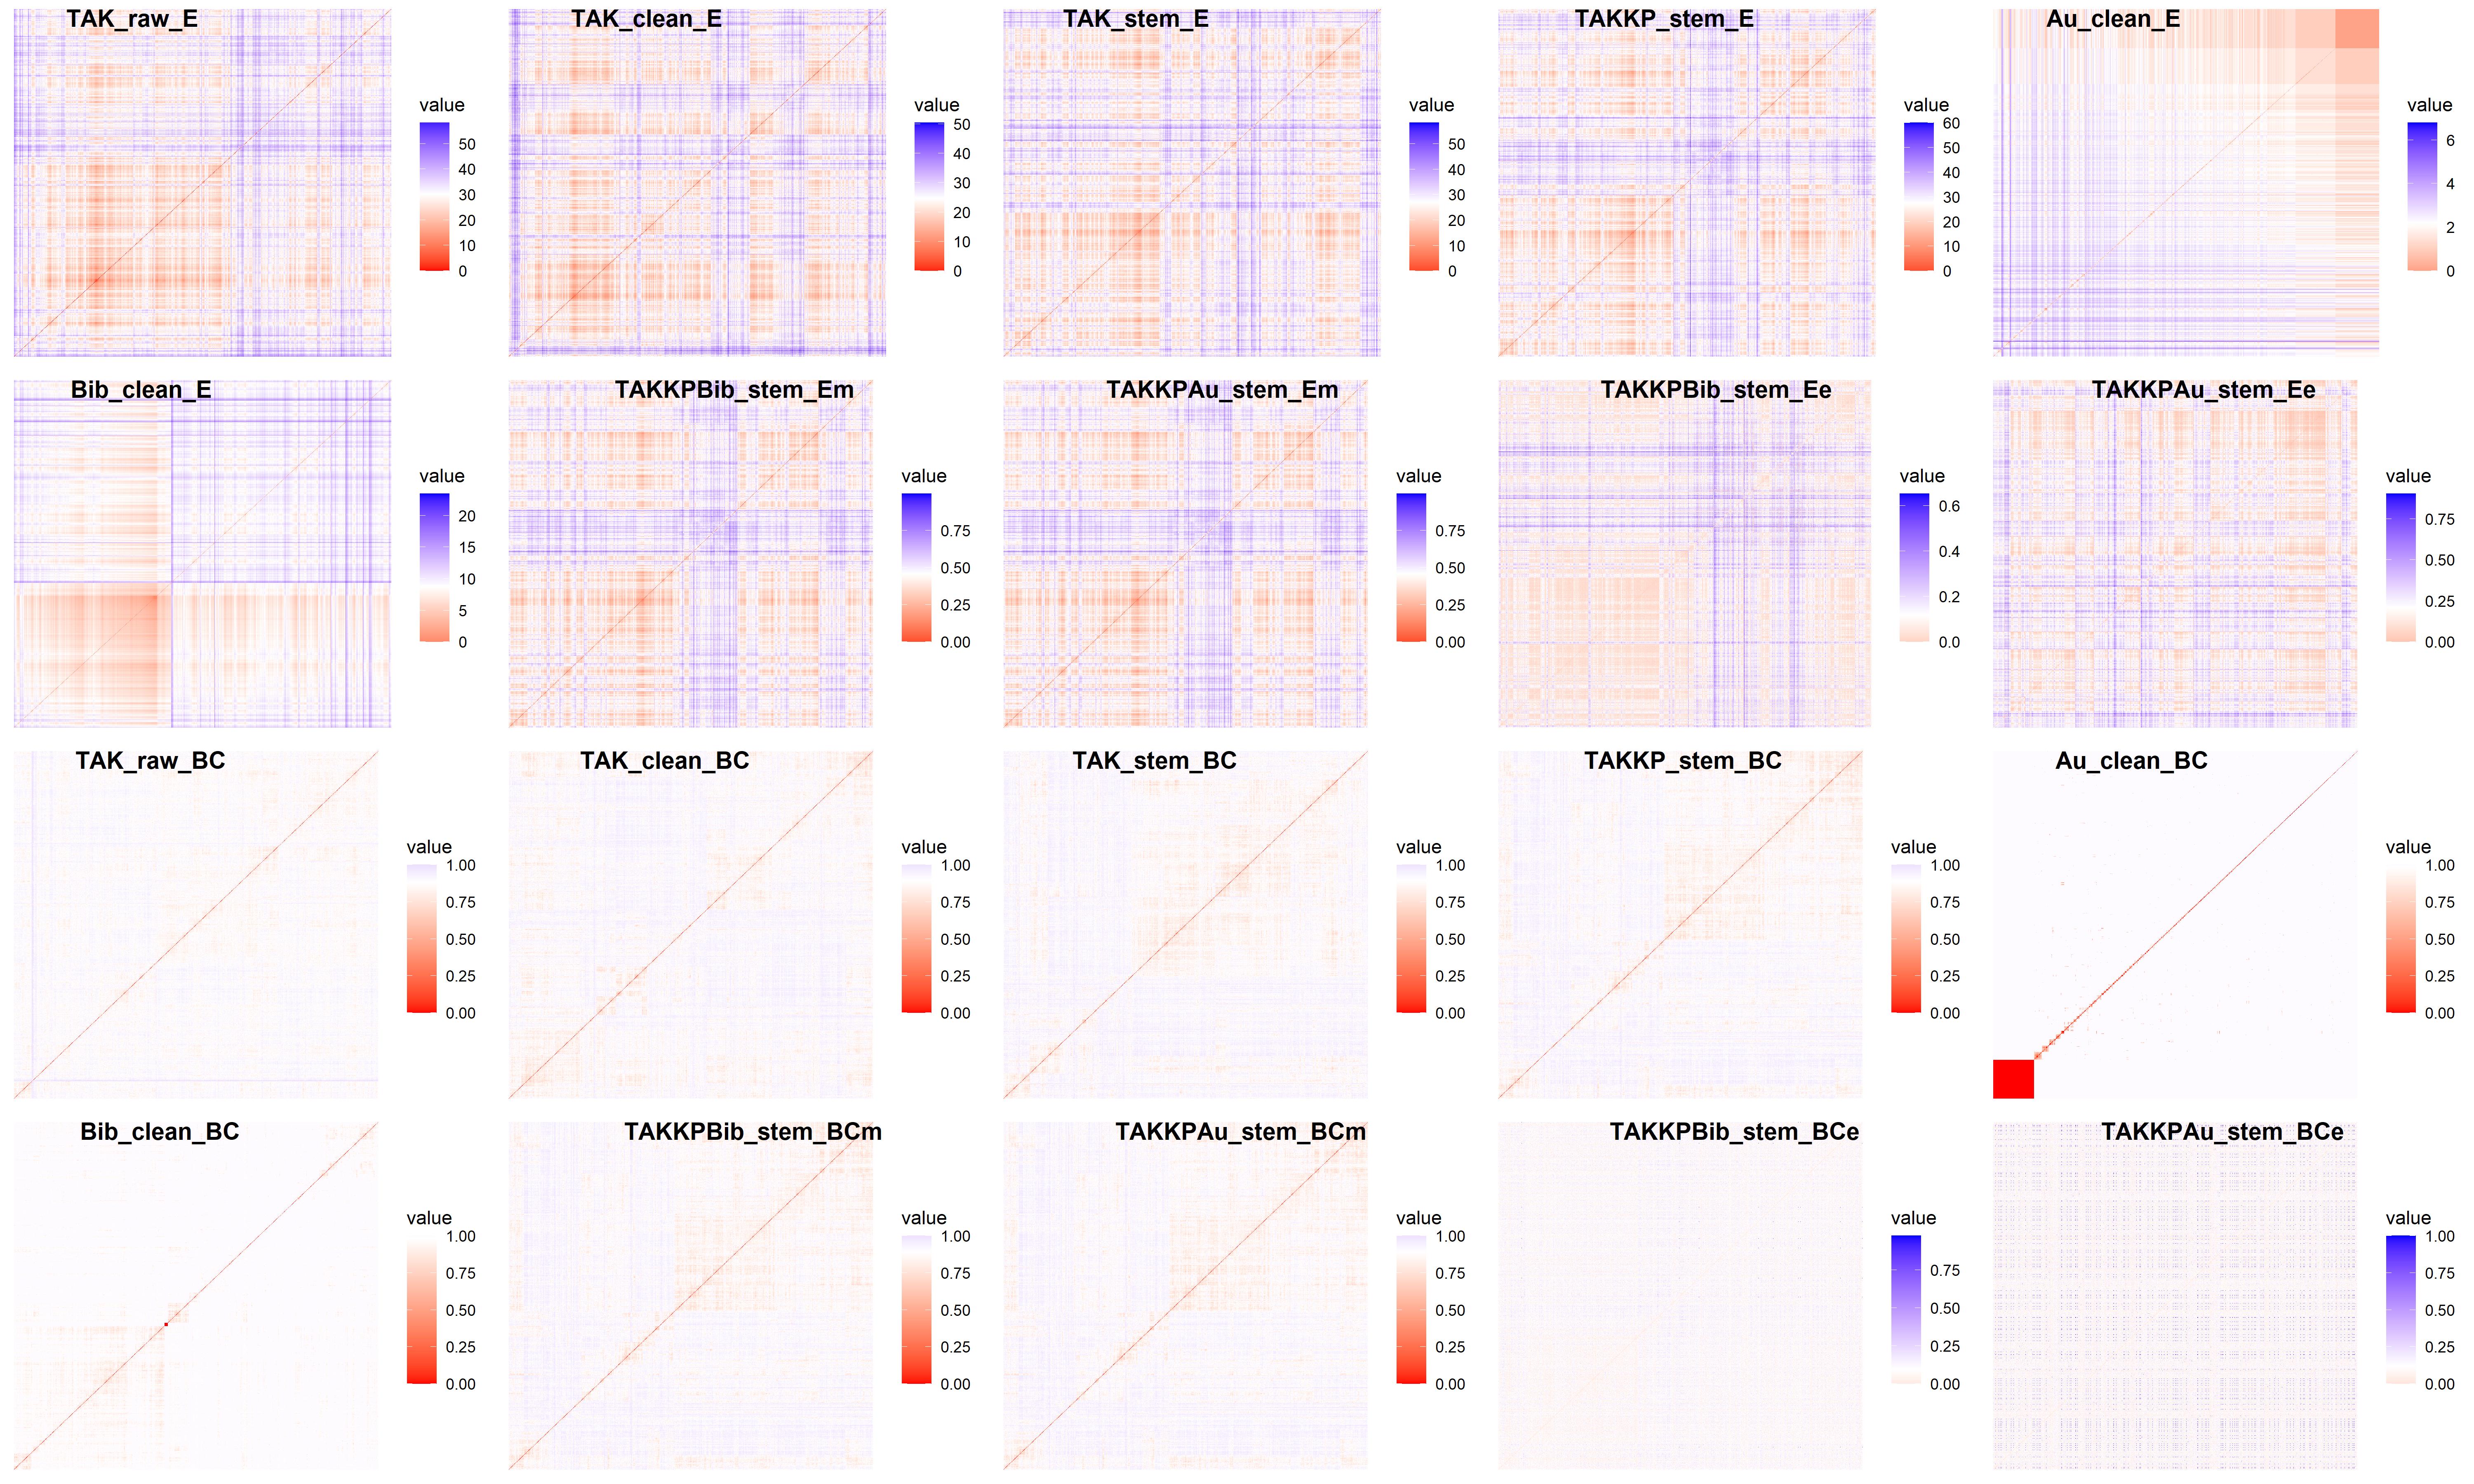 TAK_raw_E
value
50
40
30
20
10
0
TAK_clean_E
value
50
40
30
20
10
0
TAK_stem_E
value
50
40
30
20
10
0
TAKKP_stem_E
value
60
50
40
30
20
10
0
Au_clean_E
value
6
4
2
0
Bib_clean_E
value
20
15
10
5
0
TAKKPBib_stem_Em
value
0.75
0.50
0.25
0.00
TAKKPAu_stem_Em
value
0.75
0.50
0.25
0.00
TAKKPBib_stem_Ee
value
0.6
0.4
0.2
0.0
TAKKPAu_stem_Ee
value
0.75
0.50
0.25
0.00
TAK_raw_BC
value
1.00
0.75
0.50
0.25
0.00
TAK_clean_BC
value
1.00
0.75
0.50
0.25
0.00
TAK_stem_BC
value
1.00
0.75
0.50
0.25
0.00
TAKKP_stem_BC
value
1.00
0.75
0.50
0.25
0.00
Au_clean_BC
value
1.00
0.75
0.50
0.25
0.00
Bib_clean_BC
value
1.00
0.75
0.50
0.25
0.00
TAKKPBib_stem_BCm
value
1.00
0.75
0.50
0.25
0.00
TAKKPAu_stem_BCm
value
1.00
0.75
0.50
0.25
0.00
TAKKPBib_stem_BCe
value
0.75
0.50
0.25
0.00
TAKKPAu_stem_BCe
value
1.00
0.75
0.50
0.25
0.00